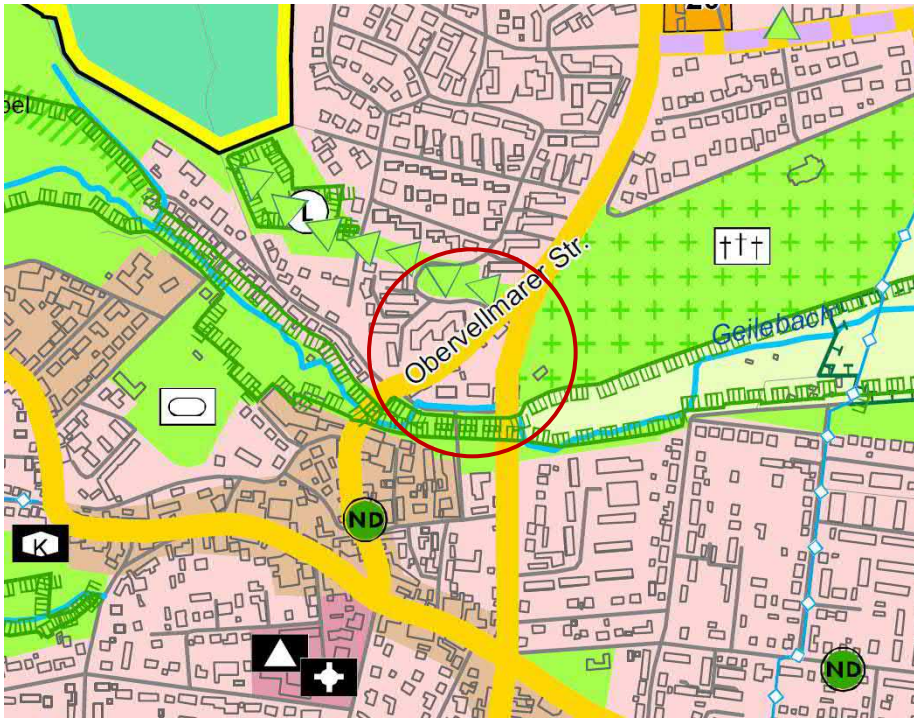 L
Obervellmarer Str.
†††
Geilebach
ND
K
ND